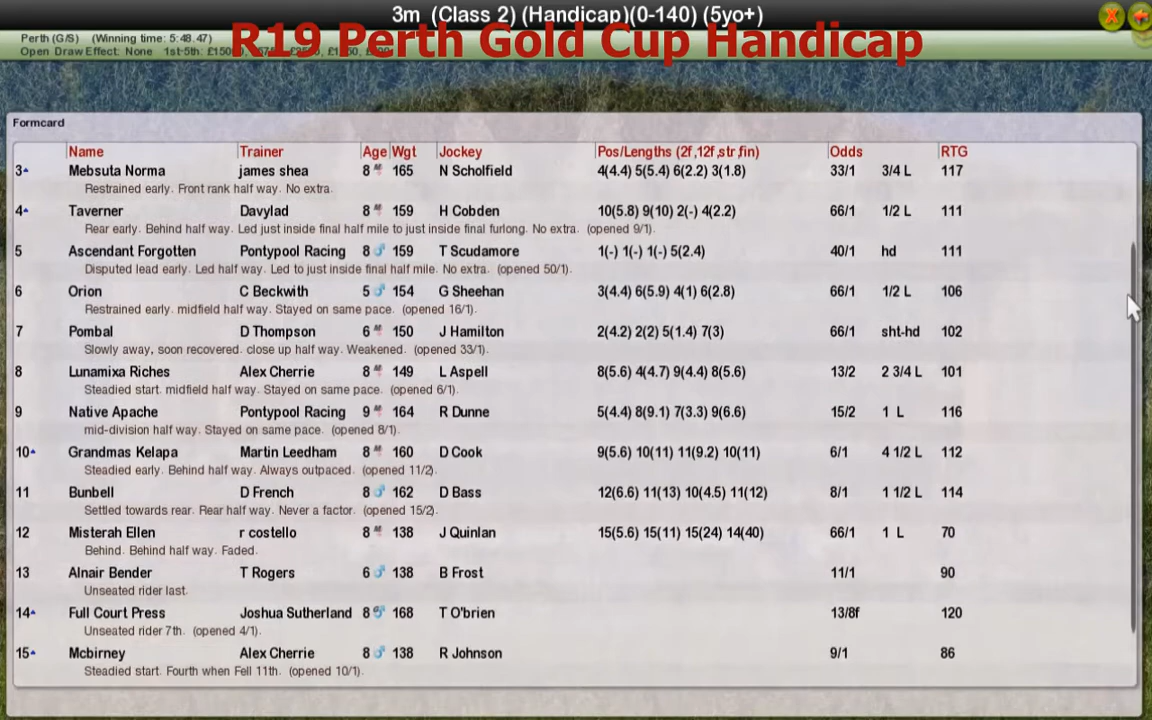 3m (Class 2) (Handicap)(0-140) (5yo+)
R19 Perth Gold Cup Handicap
Perth (G/S) (Winning time: 5:48.47)
Open Draw Effect: None 1st-5th:
Formcard
Name Trainer Age Wgt Jockey Pos/Lengths (2f,12f,str,fin) Odds RTG
3 Mebsuta Norma james shea 8 165 N Scholfield 4(4.4) 5(5.4) 6(2.2) 3(1.8) 33/1 3/4 L 117
Restrained early. Front rank half way. No extra.
4 Taverner Davylad 8 159 H Cobden 10(5.8) 9(10) 2(-) 4(2.2) 66/1 1/2 L 111
Rear early. Behind half way. Led just inside final half mile to just inside final furlong. No extra. (opened 9/1).
5 Ascendant Forgotten Pontypool Racing 8 159 T Scudamore 1(-) 1(-) 1(-) 5(2.4) 40/1 hd 111
Disputed lead early. Led half way. Led to just inside final half mile. No extra. (opened 50/1).
6 Orion C Beckwith 5 154 G Sheehan 3(4.4) 6(5.9) 4(1) 6(2.8) 66/1 1/2 L 106
Restrained early. midfield half way. Stayed on same pace. (opened 16/1).
7 Pombal D Thompson 6 150 J Hamilton 2(4.2) 2(2) 5(1.4) 7(3) 66/1 sht-hd 102
Slowly away, soon recovered. close up half way. Weakened. (opened 33/1).
8 Lunamixa Riches Alex Cherrie 8 149 L Aspell 8(5.6) 4(4.7) 9(4.4) 8(5.6) 13/2 2 3/4 L 101
Steadied start. midfield half way. Stayed on same pace. (opened 6/1).
9 Native Apache Pontypool Racing 9 164 R Dunne 5(4.4) 8(9.1) 7(3.3) 9(6.6) 15/2 1 L 116
mid-division half way. Stayed on same pace. (opened 8/1).
10 Grandmas Kelapa Martin Leedham 8 160 D Cook 9(5.6) 10(11) 11(9.2) 10(11) 6/1 4 1/2 L 112
Steadied early. Behind half way. Always outpaced. (opened 11/2).
11 Bunbell D French 8 162 D Bass 12(6.6) 11(13) 10(4.5) 11(12) 8/1 1 1/2 L 114
Settled towards rear. Rear half way. Never a factor. (opened 15/2).
12 Misterah Ellen r costello 8 138 J Quinlan 15(5.6) 15(11) 15(24) 14(40) 66/1 1 L 70
Behind. Behind half way. Faded.
13 Alnair Bender T Rogers 6 138 B Frost 11/1 90
Unseated rider last.
14 Full Court Press Joshua Sutherland 8 168 T O'brien 13/8f 120
Unseated rider 7th. (opened 4/1).
15 Mcbirney Alex Cherrie 8 138 R Johnson 9/1 86
Steadied start. Fourth when Fell 11th. (opened 10/1).